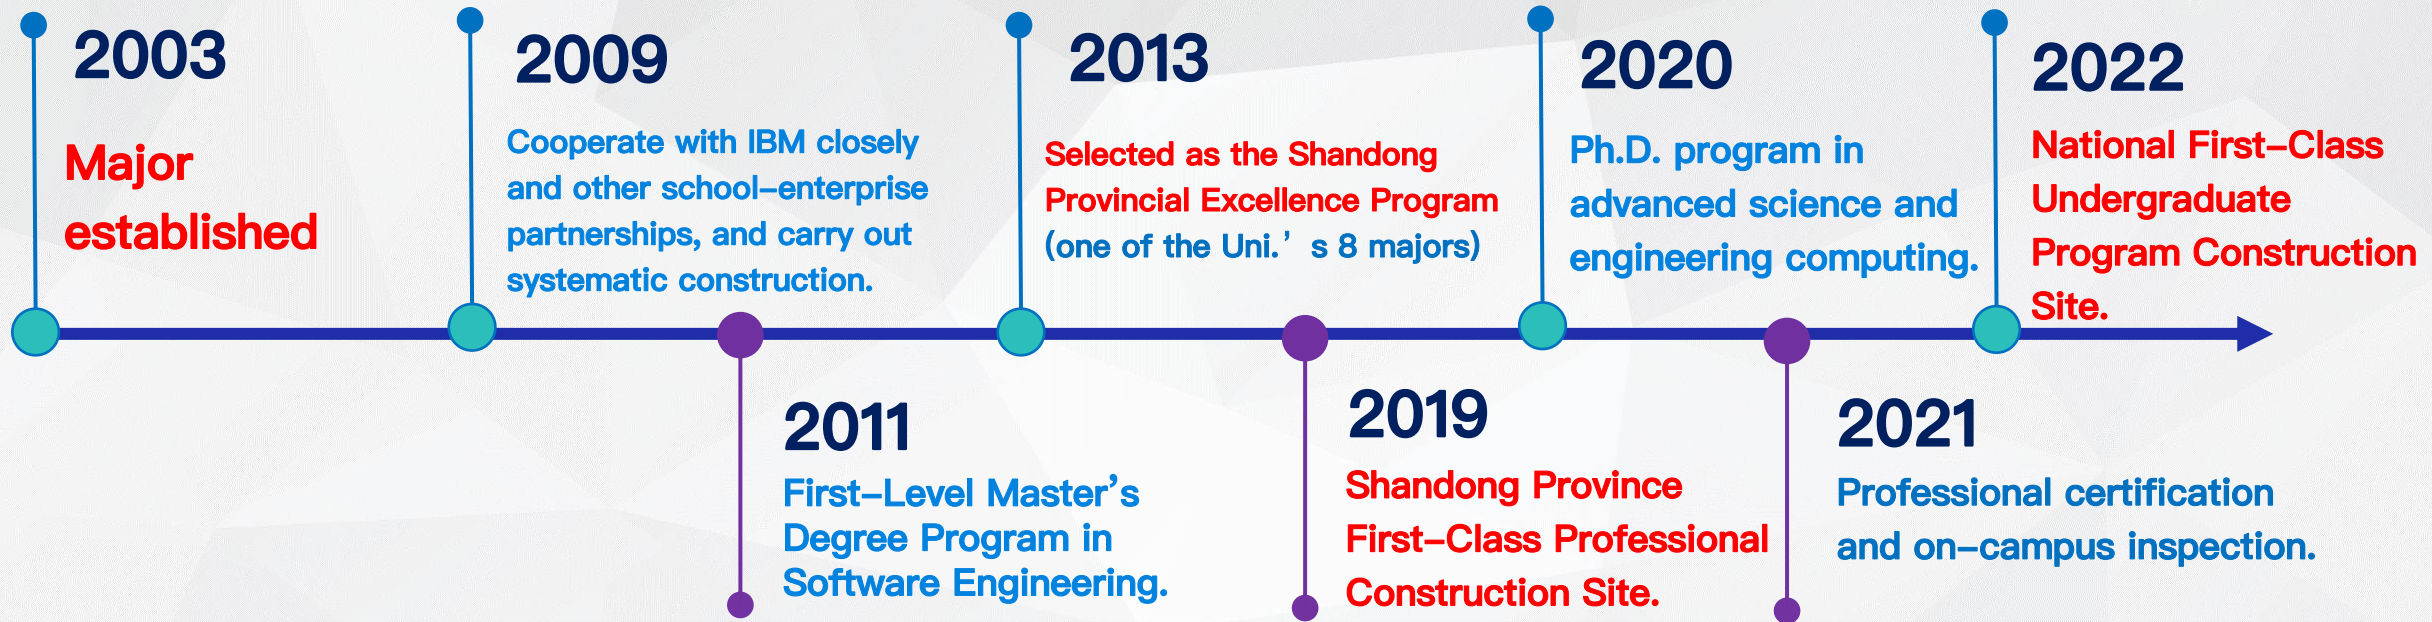 2003
Major
established
2009
Cooperate with IBM closely
and other school–enterprise
partnerships, and carry out
systematic construction.
2011
First–Level Master’s
Degree Program in
Software Engineering.
2013
Selected as the Shandong
Provincial Excellence Program
(one of the Uni.’ s 8 majors)
2019
Shandong Province
First–Class Professional
Construction Site.
2020
Ph.D. program in
advanced science and
engineering computing.
2021
Professional certification
and on–campus inspection.
2022
National First–Class
Undergraduate
Program Construction
Site.